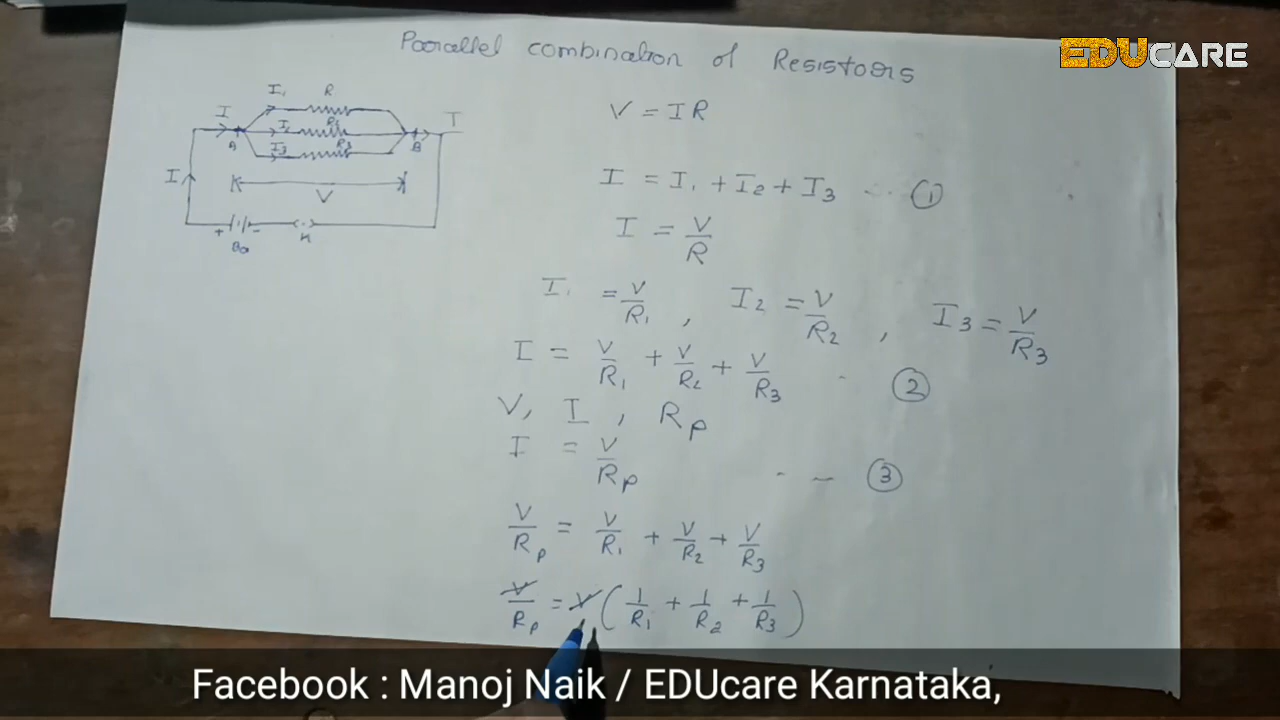 EDUCARE
Parallel combination of Resistors
I₁ R
I I₂ R₂ I
A I₃ R₃ B
I V
+ - K
Ba
V = IR
I = I₁ + I₂ + I₃ --- ①
I = V/R
I₁ = V/R₁ , I₂ = V/R₂ , I₃ = V/R₃
I = V/R₁ + V/R₂ + V/R₃ - ②
V, I , Rp
I = V/Rp - - ③
V/Rp = V/R₁ + V/R₂ + V/R₃
V/Rp = V(1/R₁ + 1/R₂ + 1/R₃)
Facebook : Manoj Naik / EDUcare Karnataka,